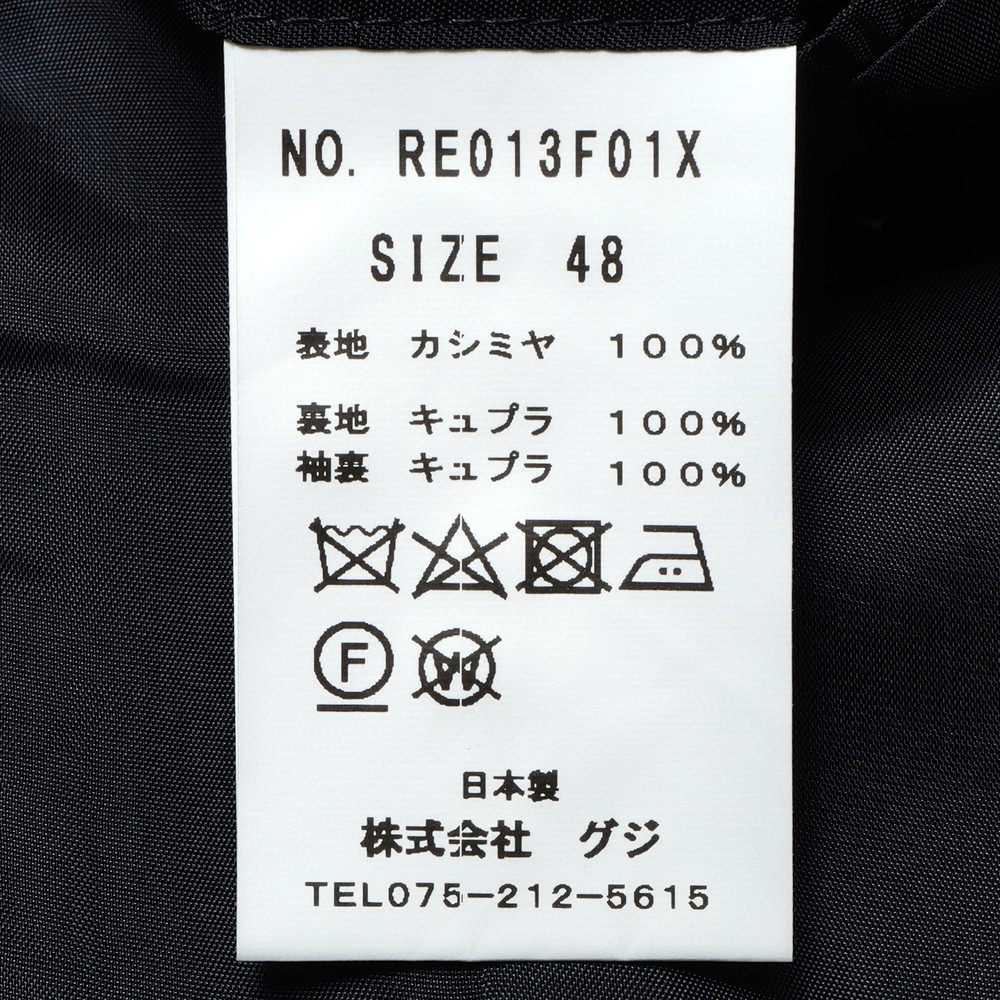 NO. RE013F01X
SIZE 48
表地 カシミヤ 100%
裏地 キュプラ 100%
袖裏 キュプラ 100%
F W
日本製
株式会社 グジ
TEL075-212-5615